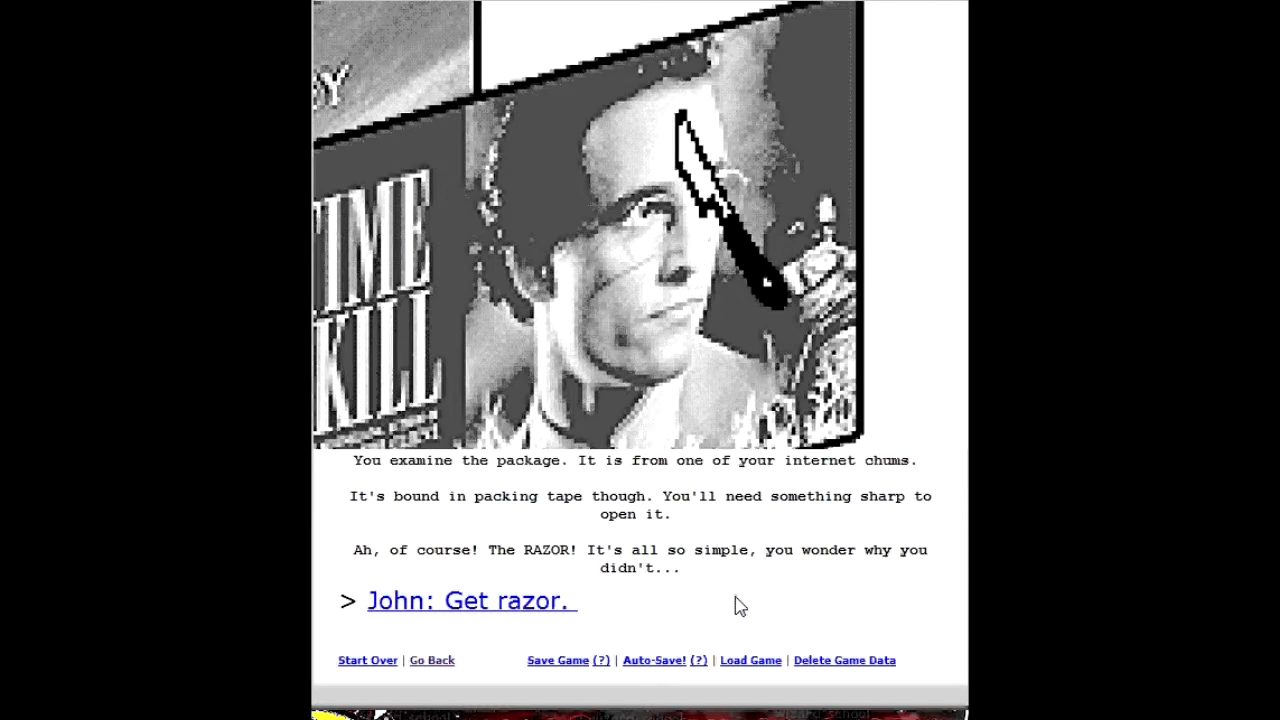 TIME
KILL
You examine the package. It is from one of your internet chums.
It's bound in packing tape though. You'll need something sharp to
open it.
Ah, of course! The RAZOR! It's all so simple, you wonder why you
didn't...
> John: Get razor.
Start Over | Go Back Save Game (?) | Auto-Save! (?) | Load Game | Delete Game Data